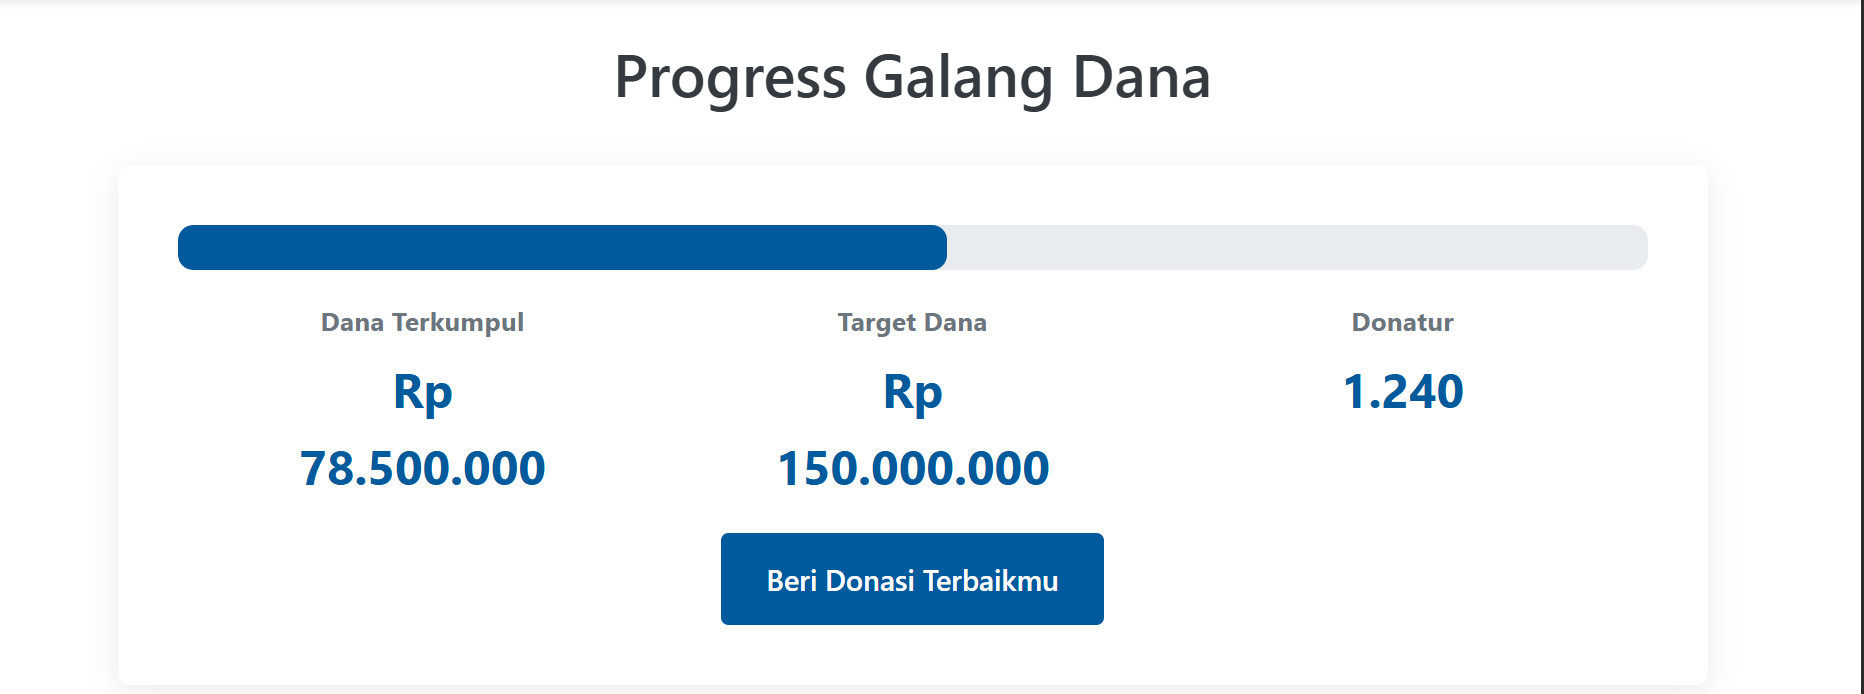 Progress Galang Dana
Dana Terkumpul
Rp
78.500.000
Target Dana
Rp
150.000.000
Donatur
1.240
Beri Donasi Terbaikmu